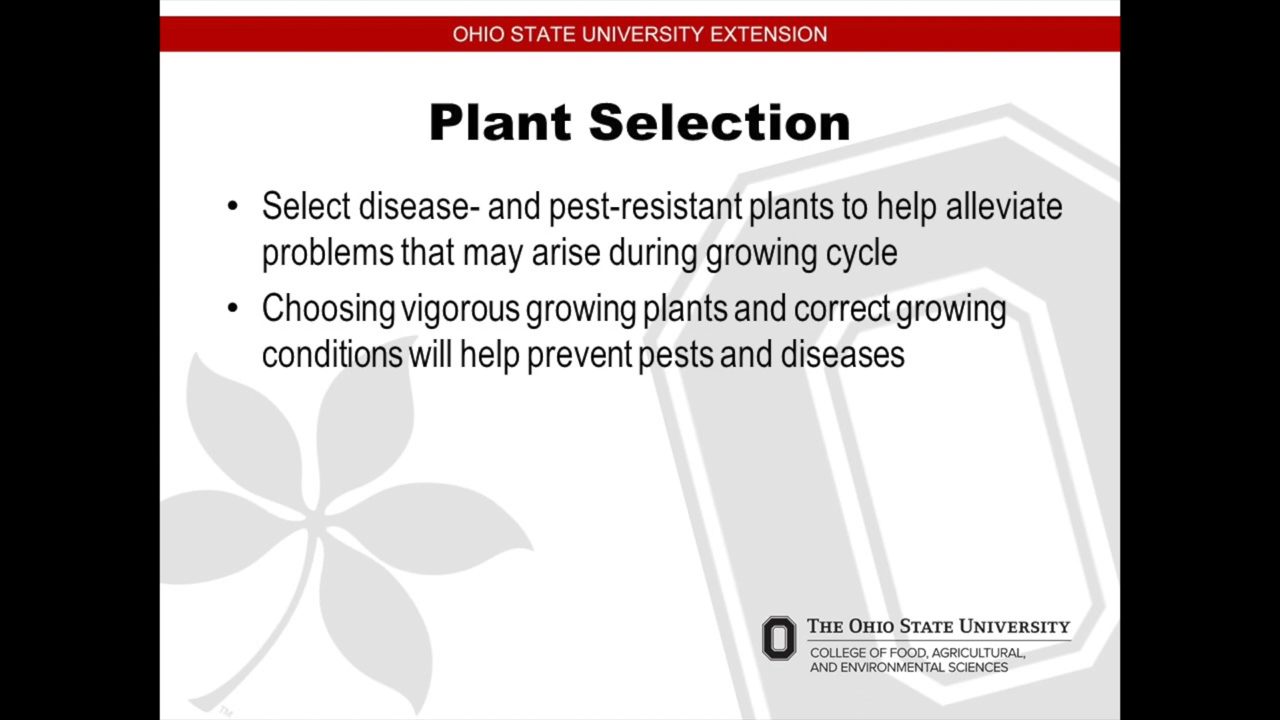 OHIO STATE UNIVERSITY EXTENSION
Plant Selection
• Select disease- and pest-resistant plants to help alleviate
problems that may arise during growing cycle
• Choosing vigorous growing plants and correct growing
conditions will help prevent pests and diseases
THE OHIO STATE UNIVERSITY
COLLEGE OF FOOD, AGRICULTURAL,
AND ENVIRONMENTAL SCIENCES
TM